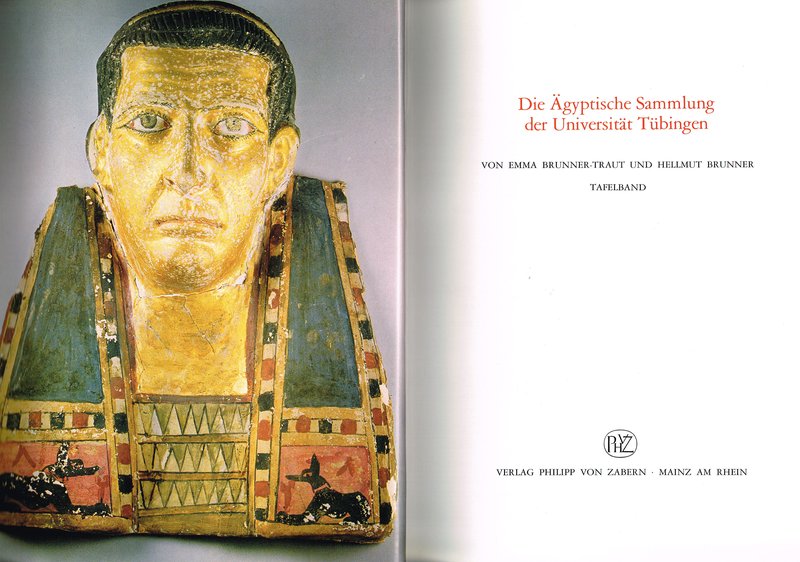 Die Ägyptische Sammlung
der Universität Tübingen
VON EMMA BRUNNER-TRAUT UND HELLMUT BRUNNER
TAFELBAND
PHVZ
VERLAG PHILIPP VON ZABERN · MAINZ AM RHEIN